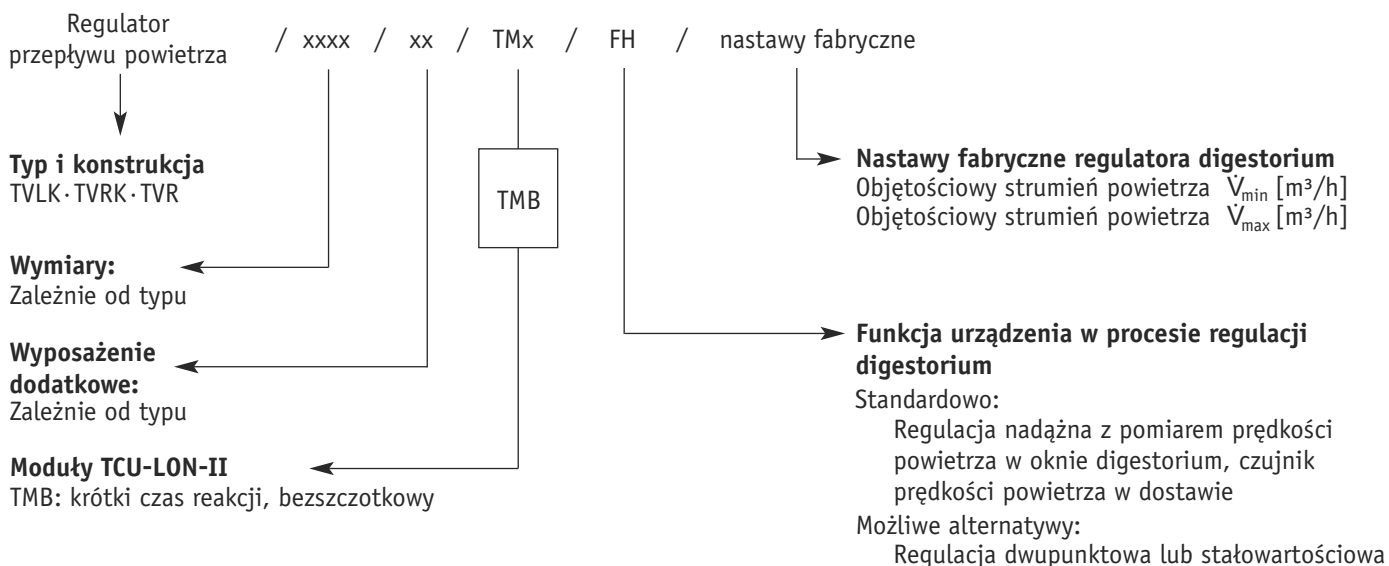 Regulator
przepływu powietrza / xxxx / xx / TMx / FH / nastawy fabryczne
Typ i konstrukcja
TVLK·TVRK·TVR
TMB
Nastawy fabryczne regulatora digestorium
Objętościowy strumień powietrza V̇min [m³/h]
Objętościowy strumień powietrza V̇max [m³/h]
Wymiary:
Zależnie od typu
Wyposażenie
dodatkowe:
Zależnie od typu
Moduły TCU-LON-II
TMB: krótki czas reakcji, bezszczotkowy
Funkcja urządzenia w procesie regulacji
digestorium
Standardowo:
Regulacja nadążna z pomiarem prędkości
powietrza w oknie digestorium, czujnik
prędkości powietrza w dostawie
Możliwe alternatywy:
Regulacja dwupunktowa lub stałowartościowa